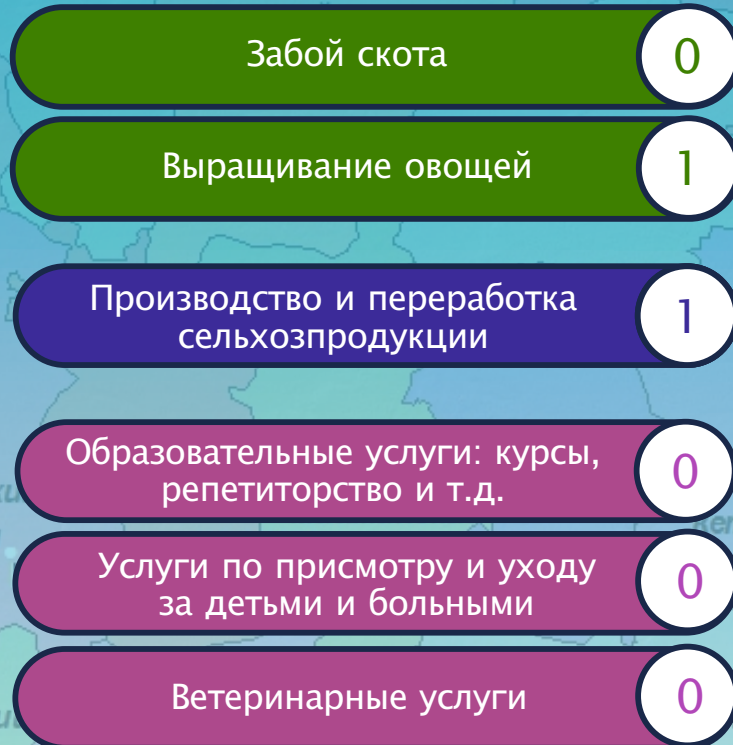 Забой скота
0
Выращивание овощей
1
Производство и переработка
сельхозпродукции
1
Образовательные услуги: курсы,
репетиторство и т.д.
0
Услуги по присмотру и уходу
за детьми и больными
0
Ветеринарные услуги
0